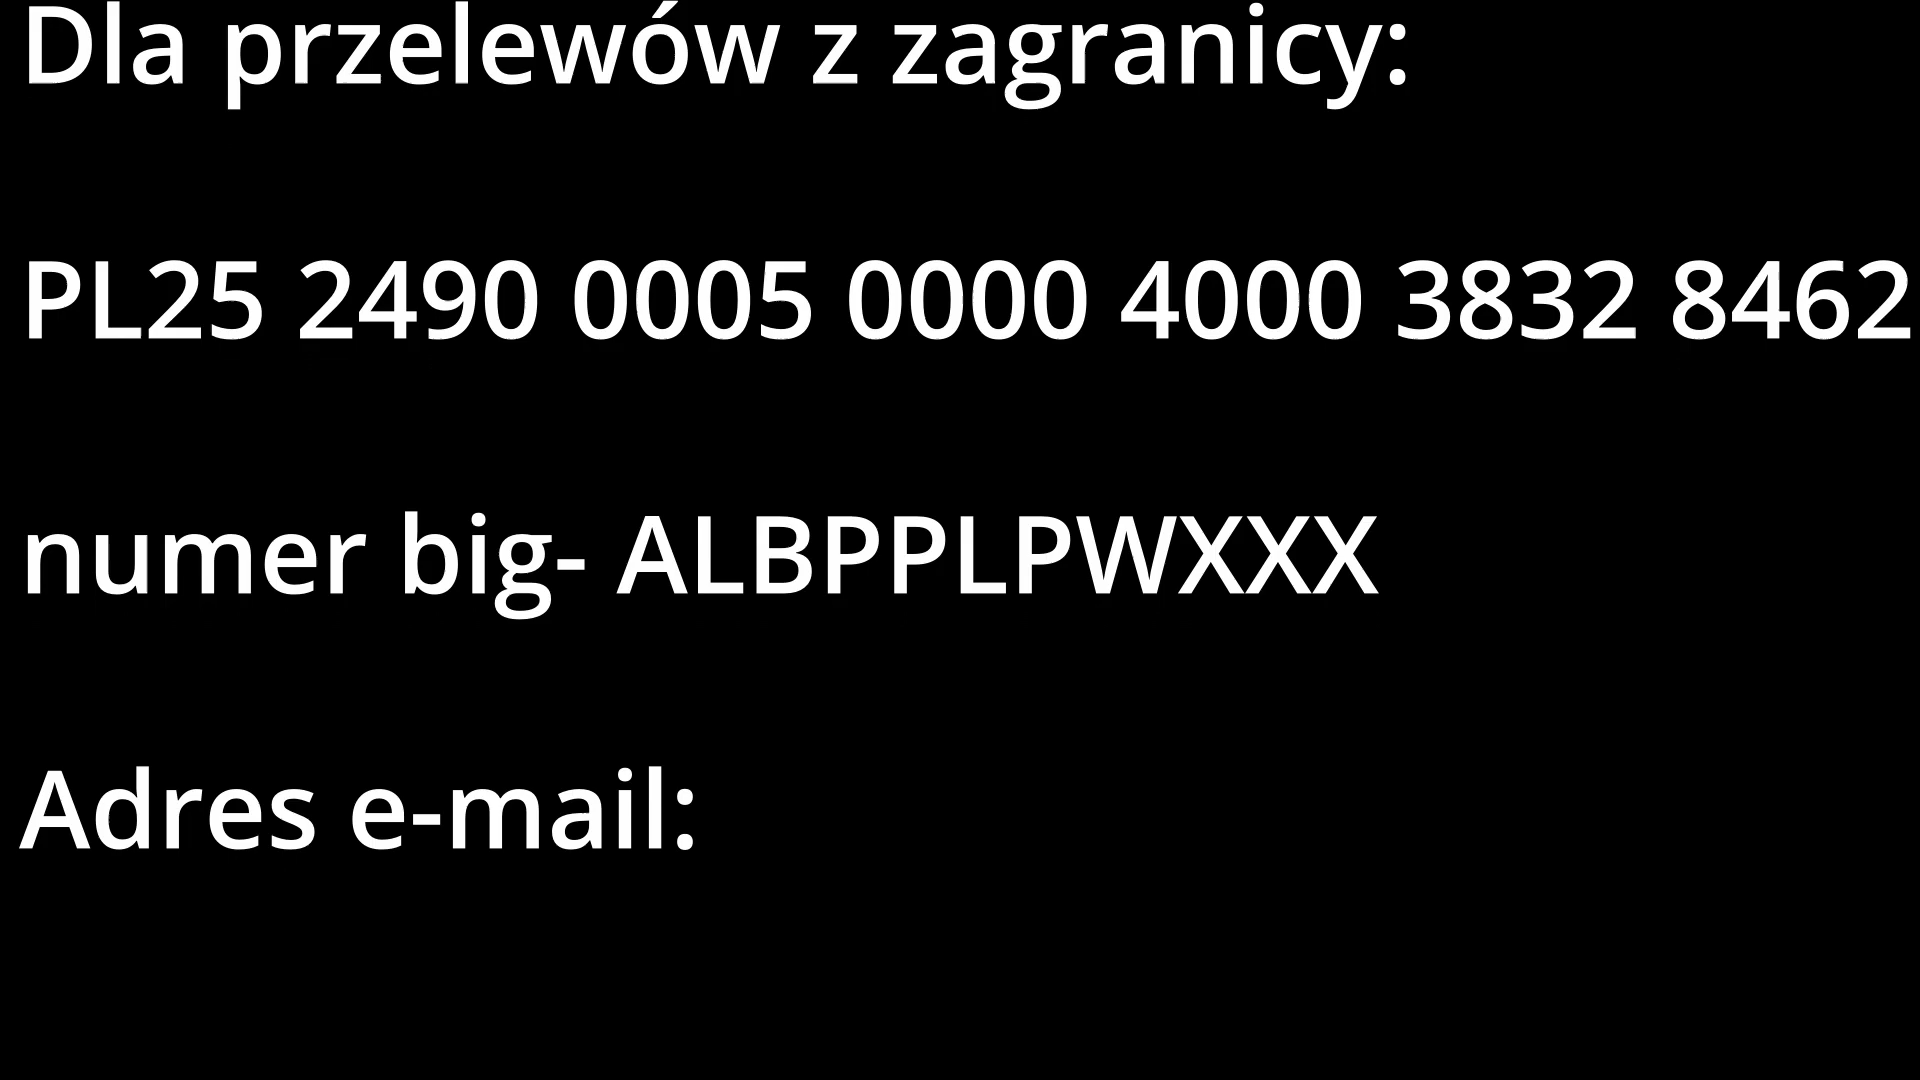 Dla przelewów z zagranicy:
PL25 2490 0005 0000 4000 3832 8462
numer big- ALBPPLPWXXX
Adres e-mail: